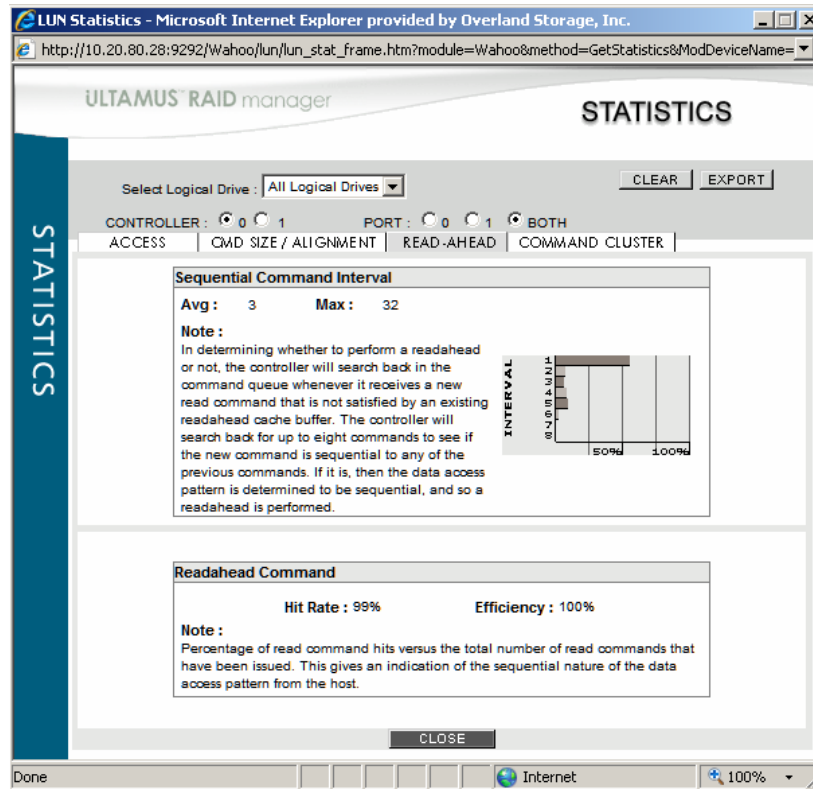 LUN Statistics - Microsoft Internet Explorer provided by Overland Storage, Inc.
http://10.20.80.28:9292/Wahoo/lun/lun_stat_frame.htm?module=Wahoo&method=GetStatistics&ModDeviceName=
ULTAMUS™ RAID manager
STATISTICS
STATISTICS
Select Logical Drive : All Logical Drives
CLEAR EXPORT
CONTROLLER : 0 1 PORT : 0 1 BOTH
ACCESS CMD SIZE / ALIGNMENT READ-AHEAD COMMAND CLUSTER
Sequential Command Interval
Avg : 3 Max : 32
Note :
In determining whether to perform a readahead
or not, the controller will search back in the
command queue whenever it receives a new
read command that is not satisfied by an existing
readahead cache buffer. The controller will
search back for up to eight commands to see if
the new command is sequential to any of the
previous commands. If it is, then the data access
pattern is determined to be sequential, and so a
readahead is performed.
INTERVAL
1
2
3
4
5
6
7
8
50% 100%
Readahead Command
Hit Rate : 99% Efficiency : 100%
Note :
Percentage of read command hits versus the total number of read commands that
have been issued. This gives an indication of the sequential nature of the data
access pattern from the host.
CLOSE
Done Internet 100%